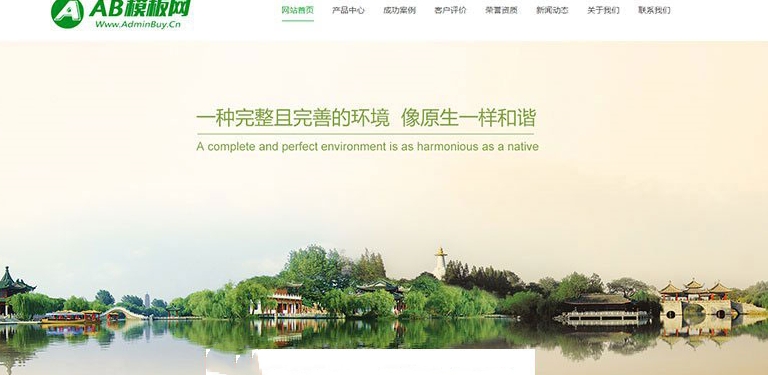 AB模板网
Www.AdminBuy.Cn
网站首页 产品中心 成功案例 客户评价 荣誉资质 新闻动态 关于我们 联系我们
一种完整且完善的环境 像原生一样和谐
A complete and perfect environment is as harmonious as a native